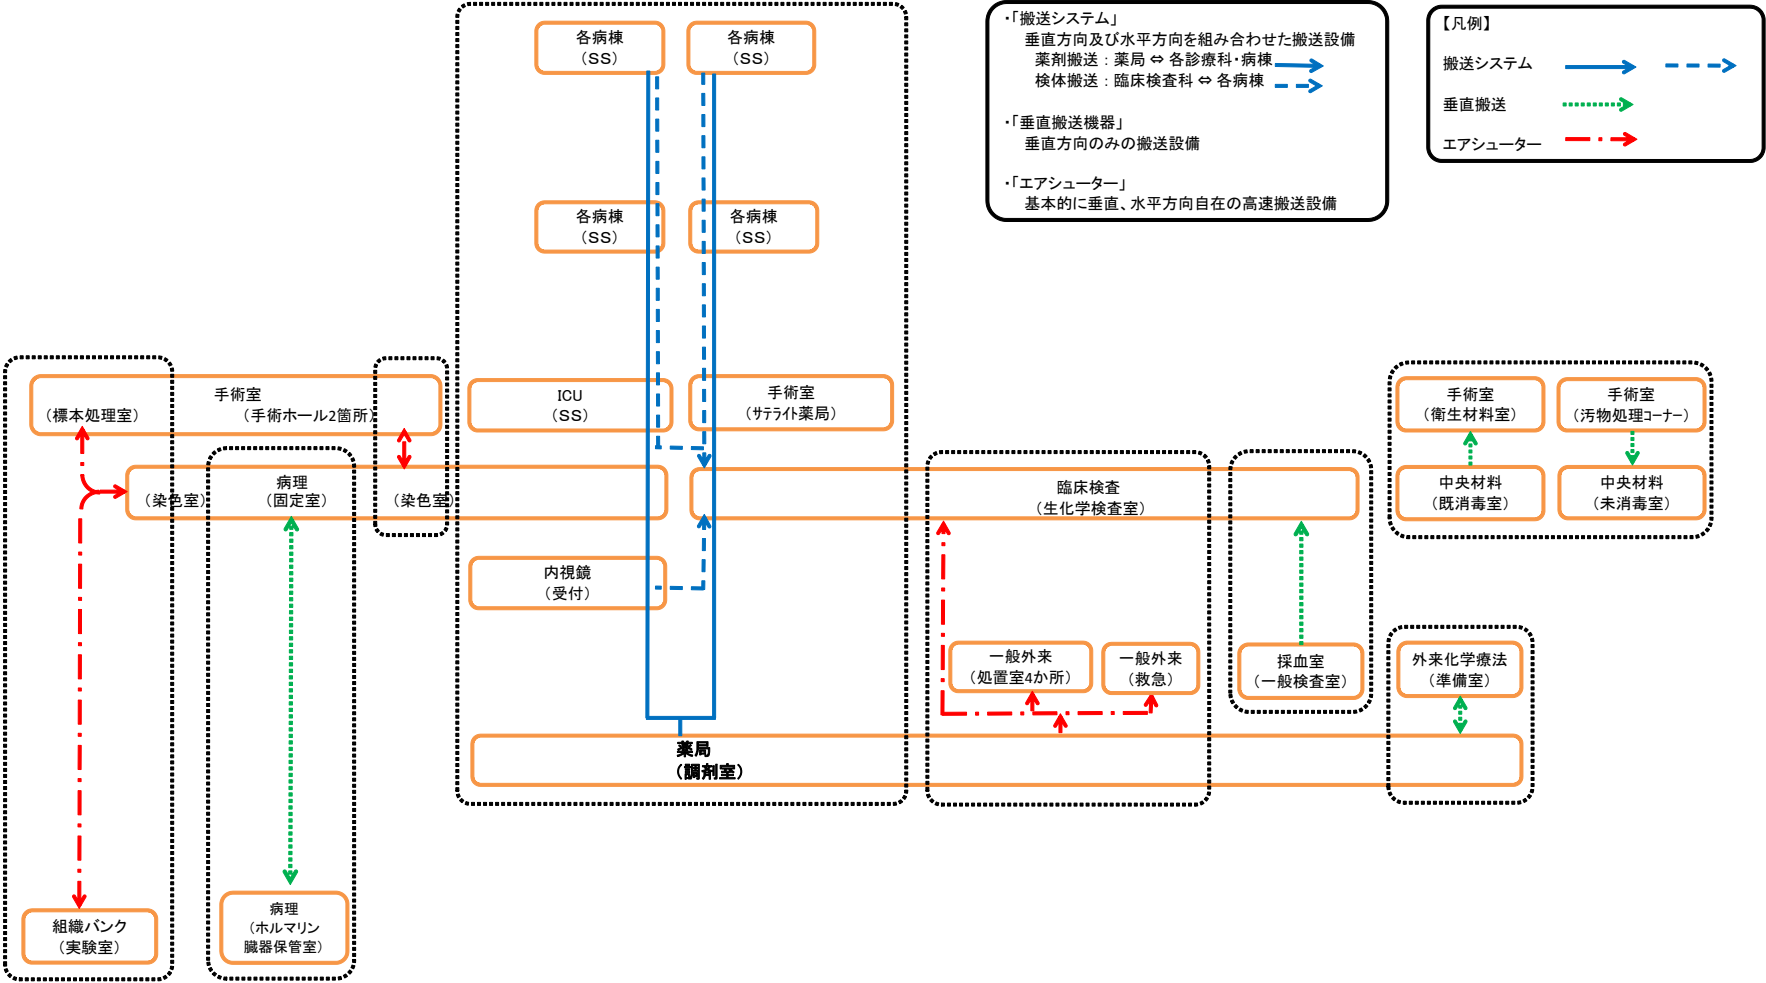 各病棟
（SS）
各病棟
（SS）
・「搬送システム」
垂直方向及び水平方向を組み合わせた搬送設備
薬剤搬送：薬局 ⇔ 各診療科・病棟
検体搬送：臨床検査科 ⇔ 各病棟
・「垂直搬送機器」
垂直方向のみの搬送設備
・「エアシューター」
基本的に垂直、水平方向自在の高速搬送設備
【凡例】
搬送システム
垂直搬送
エアシューター
各病棟
（SS）
各病棟
（SS）
手術室
（標本処理室）
（手術ホール2箇所）
ICU
（SS）
手術室
（サテライト薬局）
手術室
（衛生材料室）
手術室
（汚物処理コーナー）
（染色室）
病理
（固定室）
（染色室）
臨床検査
（生化学検査室）
中央材料
（既消毒室）
中央材料
（未消毒室）
内視鏡
（受付）
一般外来
（処置室4か所）
一般外来
（救急）
採血室
（一般検査室）
外来化学療法
（準備室）
薬局
（調剤室）
組織バンク
（実験室）
病理
（ホルマリン
臓器保管室）